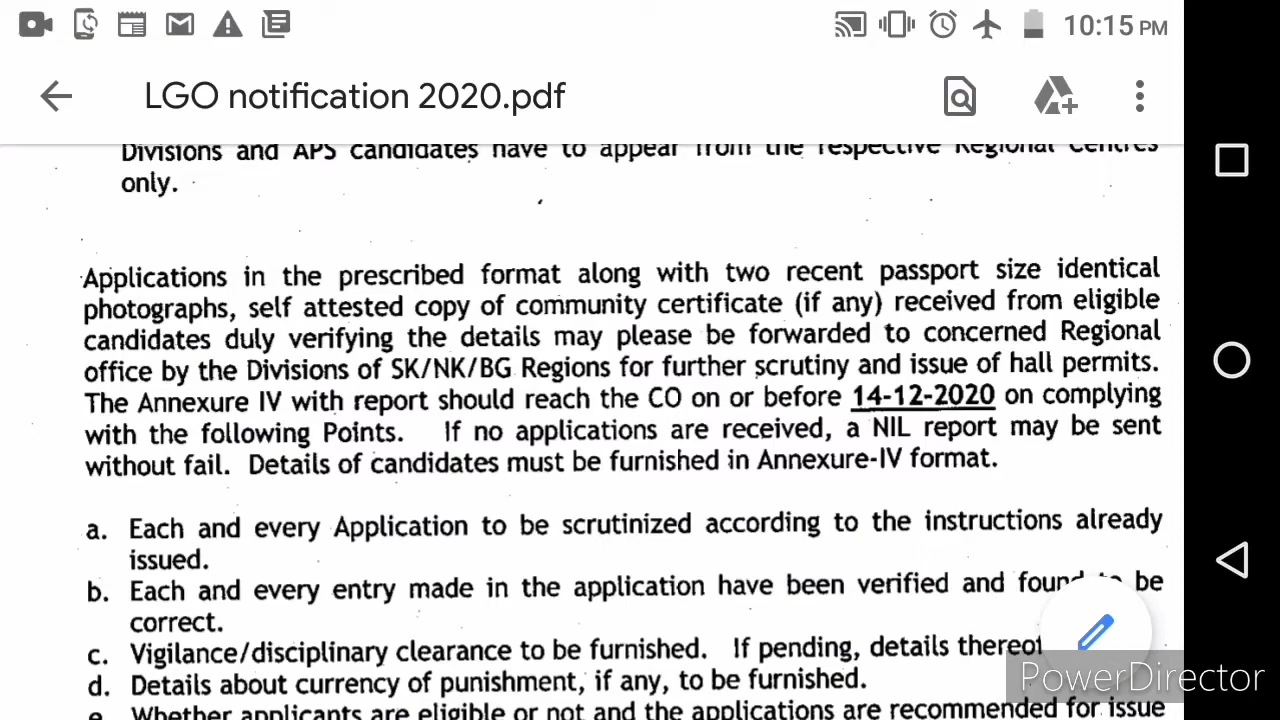 10:15 PM
LGO notification 2020.pdf
Divisions and APS candidates have to appear from the respective Regional Centres
only.
Applications in the prescribed format along with two recent passport size identical
photographs, self attested copy of community certificate (if any) received from eligible
candidates duly verifying the details may please be forwarded to concerned Regional
office by the Divisions of SK/NK/BG Regions for further scrutiny and issue of hall permits.
The Annexure IV with report should reach the CO on or before 14-12-2020 on complying
with the following Points. If no applications are received, a NIL report may be sent
without fail. Details of candidates must be furnished in Annexure-IV format.
a. Each and every Application to be scrutinized according to the instructions already
issued.
b. Each and every entry made in the application have been verified and found to be
correct.
c. Vigilance/disciplinary clearance to be furnished. If pending, details thereof
d. Details about currency of punishment, if any, to be furnished.
e. Whether applicants are eligible or not and the applications are recommended for issue
PowerDirector